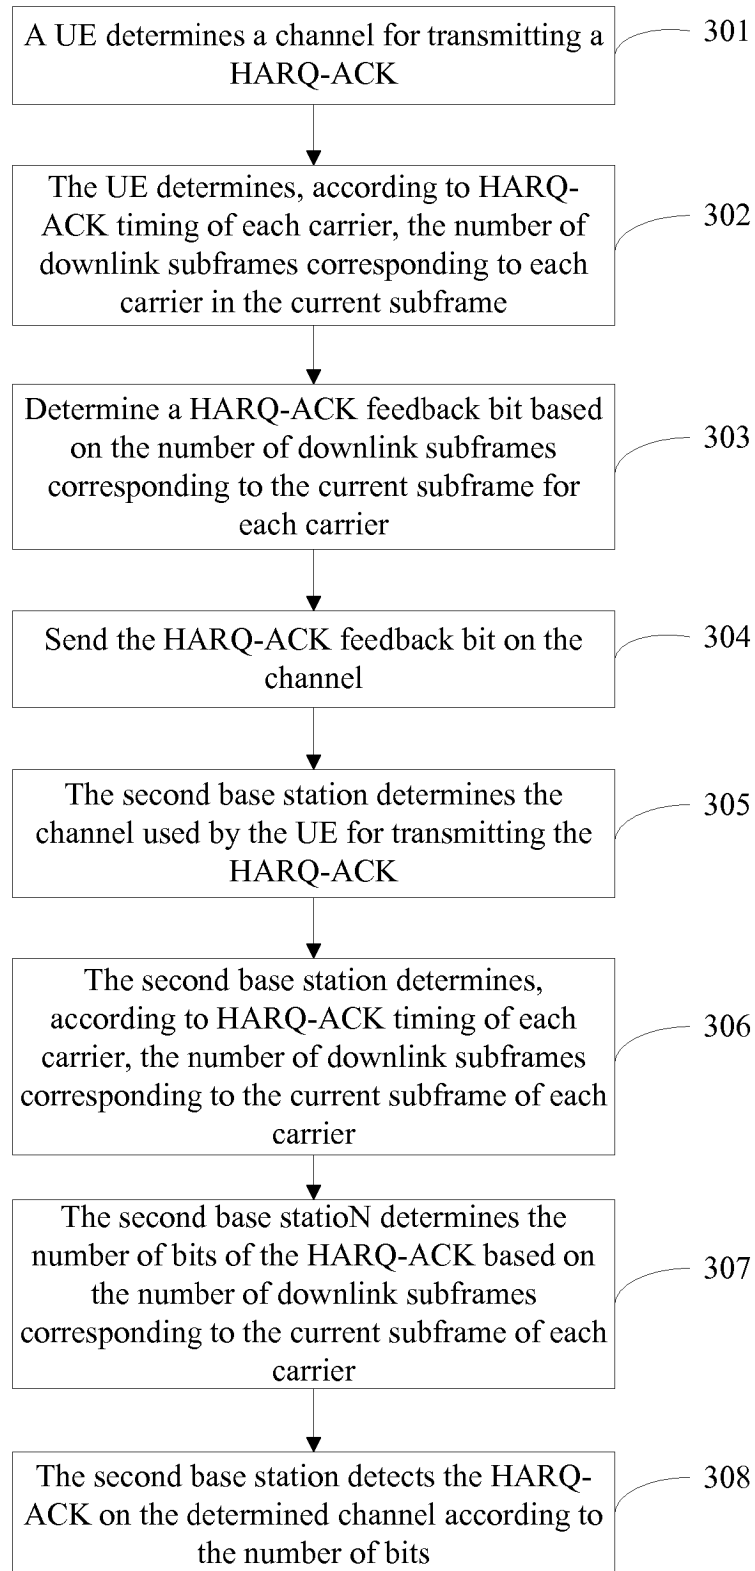 A UE determines a channel for transmitting a
HARQ-ACK
301
The UE determines, according to HARQ-
ACK timing of each carrier, the number of
downlink subframes corresponding to each
carrier in the current subframe
302
Determine a HARQ-ACK feedback bit based
on the number of downlink subframes
corresponding to the current subframe for
each carrier
303
Send the HARQ-ACK feedback bit on the
channel
304
The second base station determines the
channel used by the UE for transmitting the
HARQ-ACK
305
The second base station determines,
according to HARQ-ACK timing of each
carrier, the number of downlink subframes
corresponding to the current subframe of each
carrier
306
The second base statioN determines the
number of bits of the HARQ-ACK based on
the number of downlink subframes
corresponding to the current subframe of each
carrier
307
The second base station detects the HARQ-
ACK on the determined channel according to
the number of bits
308